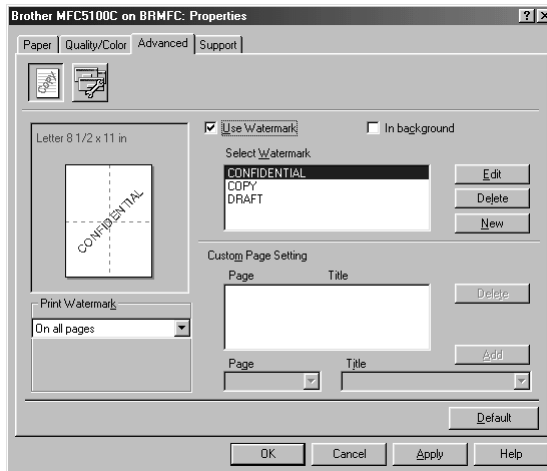 Brother MFC5100C on BRMFC: Properties
Paper Quality/Color Advanced Support
COPY
Letter 8 1/2 x 11 in
CONFIDENTIAL
Print Watermark
On all pages
Use Watermark In background
Select Watermark
CONFIDENTIAL
COPY
DRAFT
Edit
Delete
New
Custom Page Setting
Page Title
Delete
Add
Page Title
Default
OK Cancel Apply Help